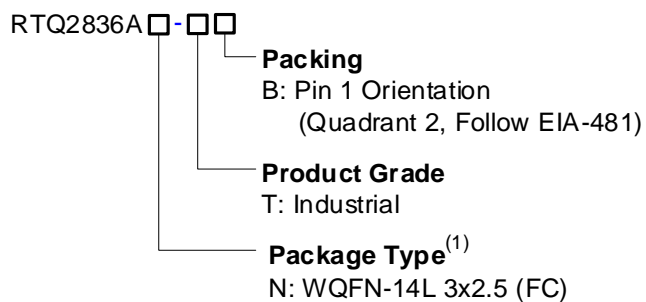 RTQ2836A□-□□
Packing
B: Pin 1 Orientation
(Quadrant 2, Follow EIA-481)
Product Grade
T: Industrial
Package Type(1)
N: WQFN-14L 3x2.5 (FC)